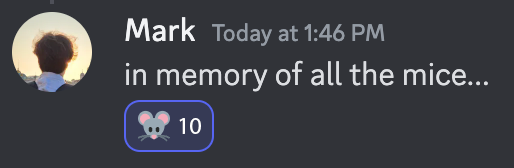 Mark Today at 1:46 PM
in memory of all the mice...
🐭 10